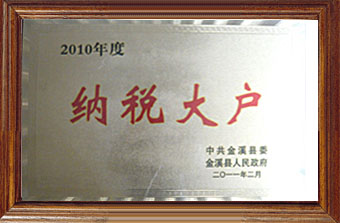 2010年度
纳税大户
中共金溪县委
金溪县人民政府
二〇一一年二月